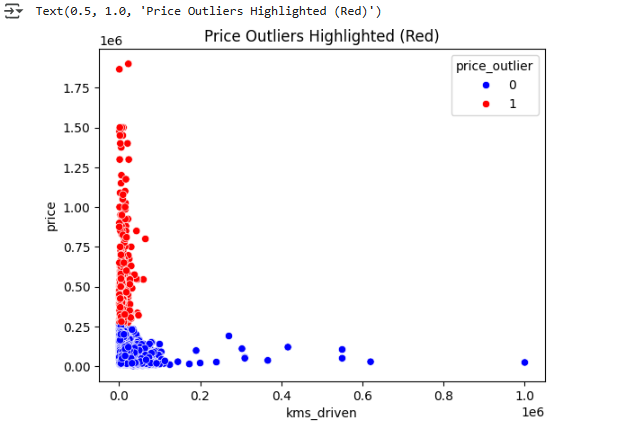 Text(0.5, 1.0, 'Price Outliers Highlighted (Red)')
Price Outliers Highlighted (Red)
1e6
price_outlier
0
1
1.75
1.50
1.25
1.00
0.75
0.50
0.25
0.00
price
0.0
0.2
0.4
0.6
0.8
1.0
kms_driven
1e6